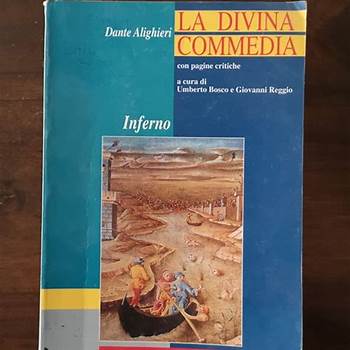 Dante Alighieri
LA DIVINA
COMMEDIA
con pagine critiche
a cura di
Umberto Bosco e Giovanni Reggio
Inferno